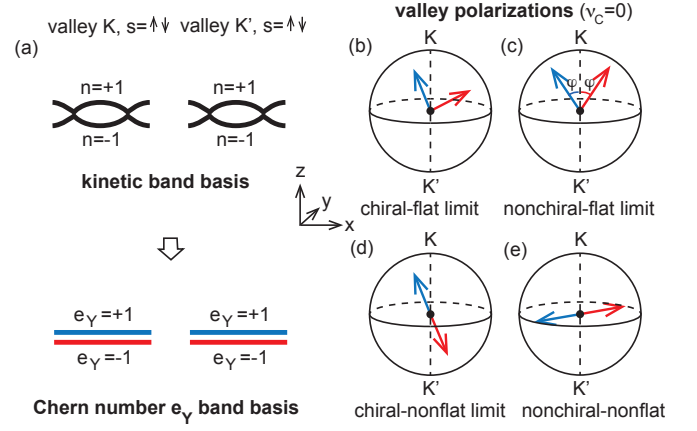 valley K, s=↑↓ valley K’, s=↑↓
(a)
n=+1 n=+1
n=-1 n=-1
kinetic band basis
z
y
x
e_Y=+1 e_Y=+1
e_Y=-1 e_Y=-1
Chern number e_Y band basis
valley polarizations (ν_C=0)
(b) K (c) K
φ φ
K’ K’
chiral-flat limit nonchiral-flat limit
(d) K (e) K
K’ K’
chiral-nonflat limit nonchiral-nonflat